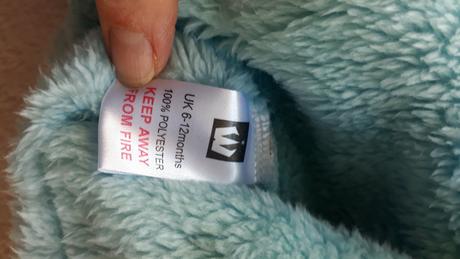 UK 6-12months
100% POLYESTER
KEEP AWAY
FROM FIRE